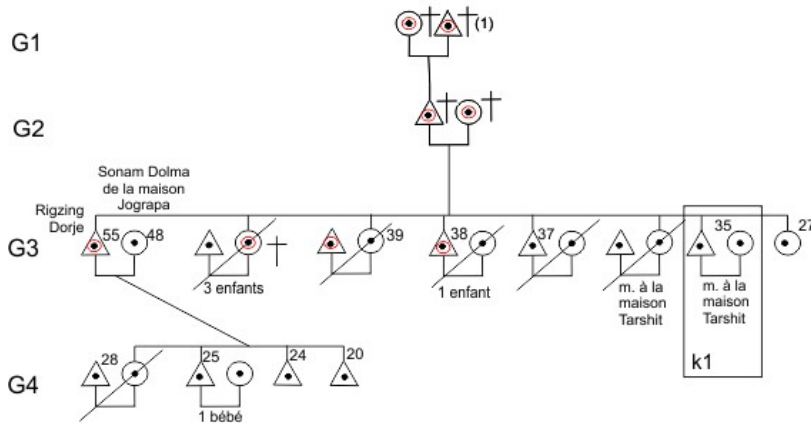 G1
(1)
G2
Sonam Dolma
de la maison
Jograpa
Rigzing
Dorje
G3
55
48
39
38
37
35
27
3 enfants
1 enfant
m. à la
maison
Tarshit
m. à la
maison
Tarshit
k1
G4
28
25
24
20
1 bébé